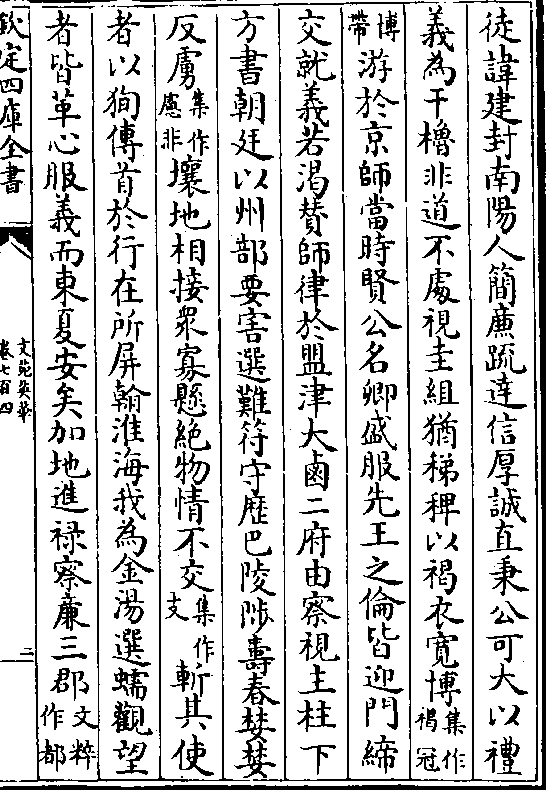 徒諱建封南陽人簡廉疏達信厚誠直秉公可大以禮
義為干櫓非道不處視圭組猶稊稗以褐衣寛博集作褐冠
博帶游於京師當時賢公名卿盛服先王之倫皆迎門締
交就義若渴賛師律於盟津大鹵二府由察視主柱下
方書朝廷以州部要害選難符守歴巴陵陟壽春婪婪
反虜集作慝非壤地相接衆寡懸絶物情不交集作支斬其使
者以狥傳首於行在所屏翰淮海我為金湯選蠕觀望
者皆革心服義而東夏安矣加地進禄察廉三郡文粹作都
欽定四庫全書
文苑英華
卷七百四
二